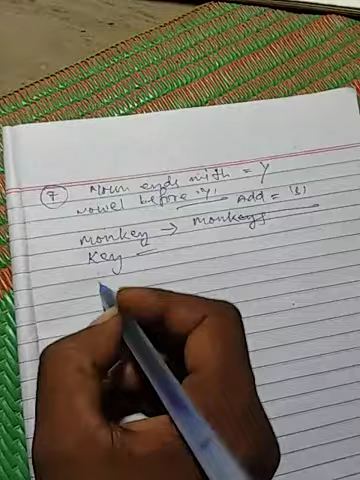 7 Noun ends with = y
vowel before 'y' Add = 's'
monkey → monkeys
Key –